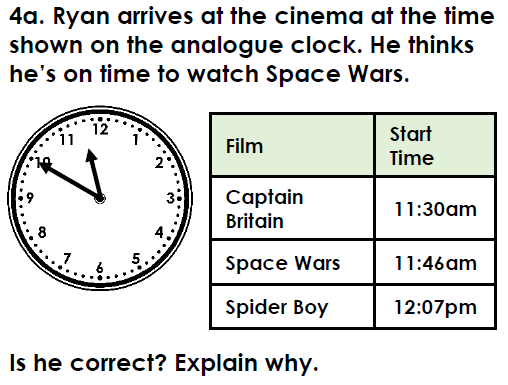 4a. Ryan arrives at the cinema at the time
shown on the analogue clock. He thinks
he's on time to watch Space Wars.
12
11
1
10
2
9
3
8
4
7
5
6
Film
Start
Time
Captain
Britain
11:30am
Space Wars
11:46am
Spider Boy
12:07pm
Is he correct? Explain why.